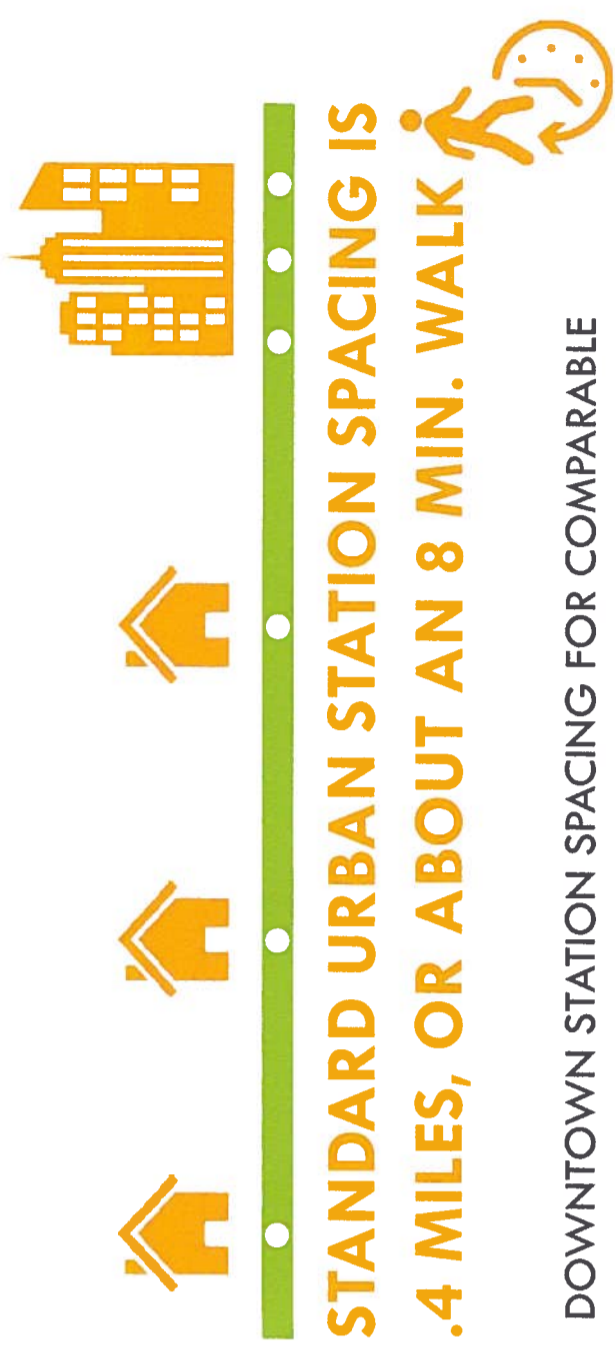 STANDARD URBAN STATION SPACING IS
.4 MILES, OR ABOUT AN 8 MIN. WALK
DOWNTOWN STATION SPACING FOR COMPARABLE